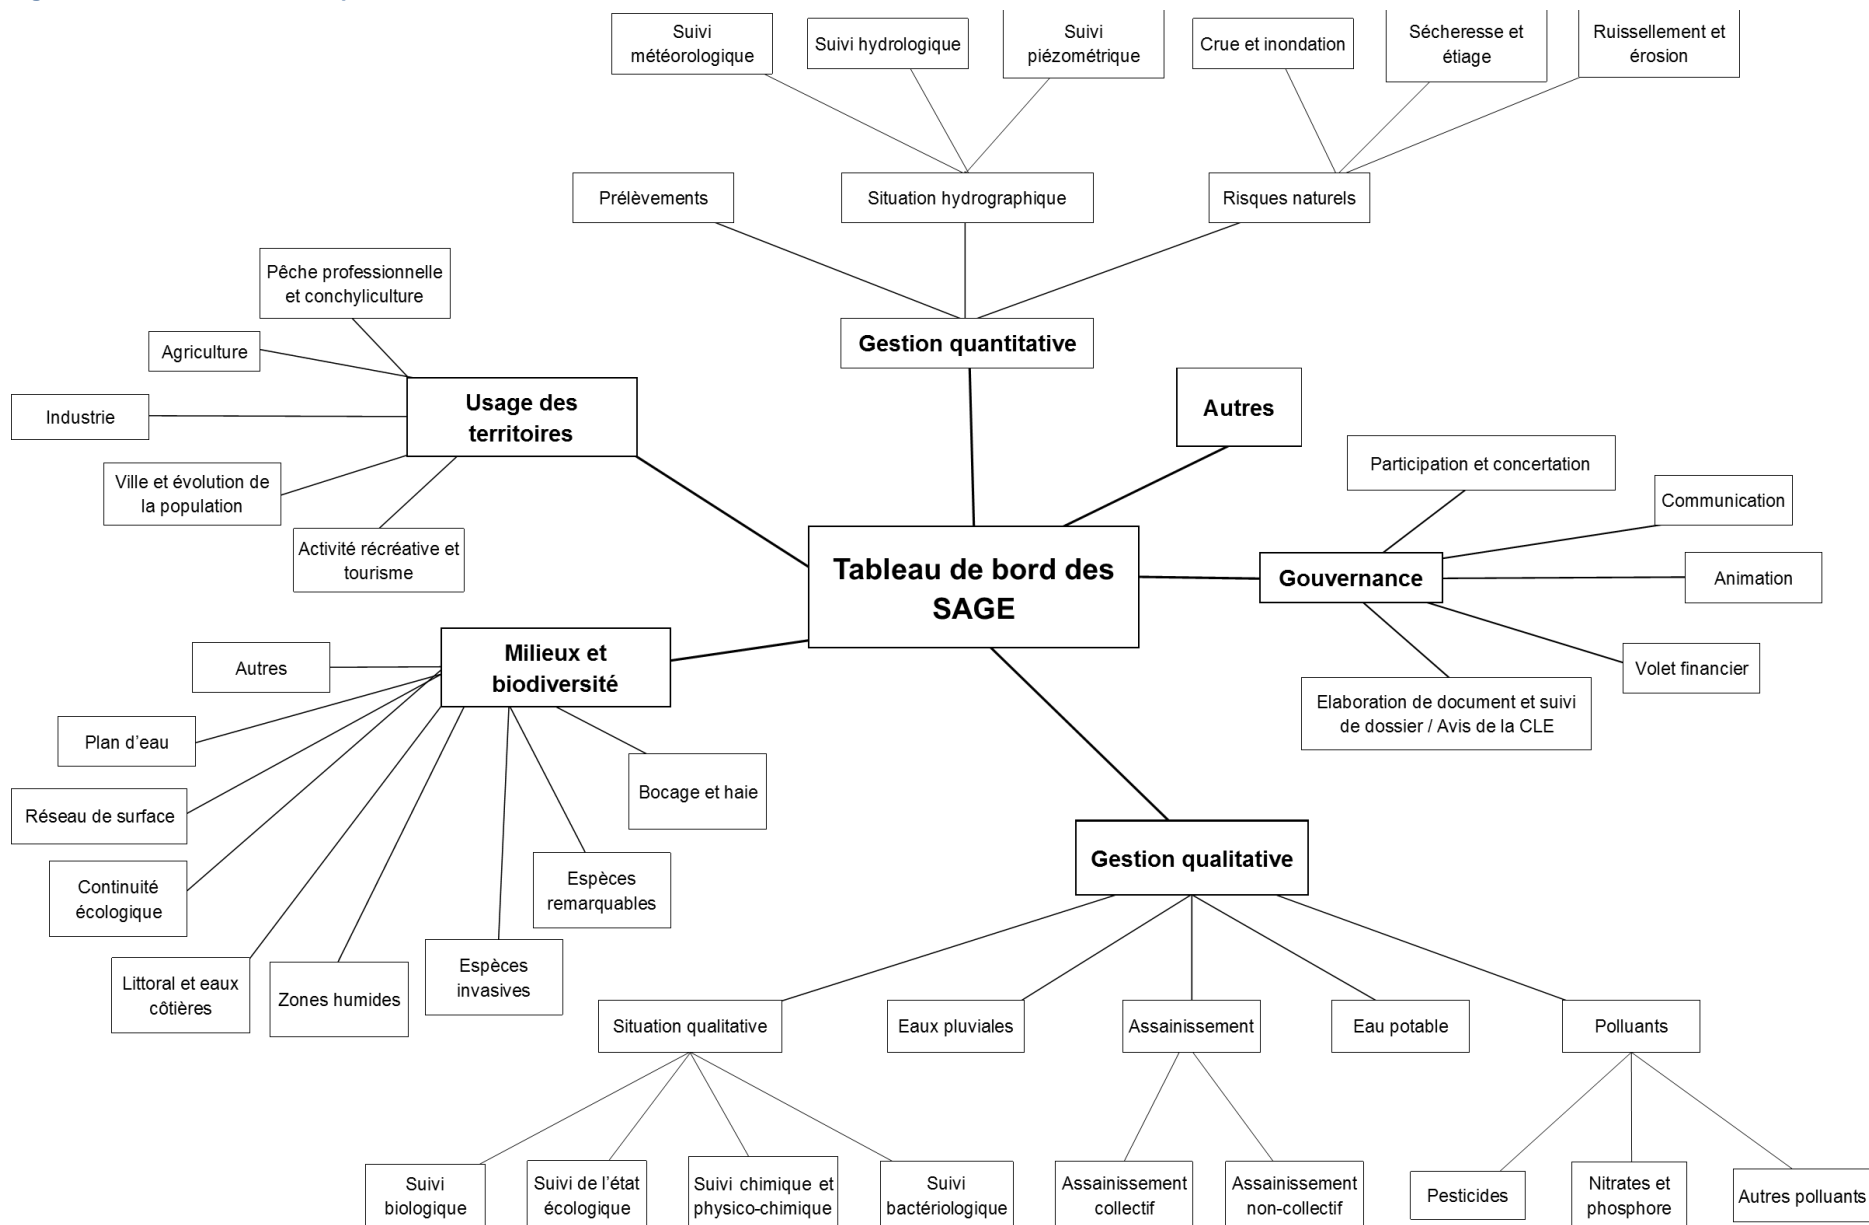 Suivi
météorologique
Suivi hydrologique
Suivi
piézométrique
Crue et inondation
Sécheresse et
étiage
Ruissellement et
érosion
Prélèvements
Situation hydrographique
Risques naturels
Pêche professionnelle
et conchyliculture
Gestion quantitative
Agriculture
Autres
Usage des
territoires
Industrie
Participation et concertation
Ville et évolution de
la population
Communication
Activité récréative et
tourisme
Tableau de bord des
SAGE
Gouvernance
Animation
Milieux et
biodiversité
Autres
Volet financier
Elaboration de document et suivi
de dossier / Avis de la CLE
Plan d’eau
Bocage et haie
Réseau de surface
Gestion qualitative
Continuité
écologique
Espèces
remarquables
Littoral et eaux
côtières
Zones humides
Espèces
invasives
Situation qualitative
Eaux pluviales
Assainissement
Eau potable
Polluants
Suivi
biologique
Suivi de l’état
écologique
Suivi chimique et
physico-chimique
Suivi
bactériologique
Assainissement
collectif
Assainissement
non-collectif
Pesticides
Nitrates et
phosphore
Autres polluants